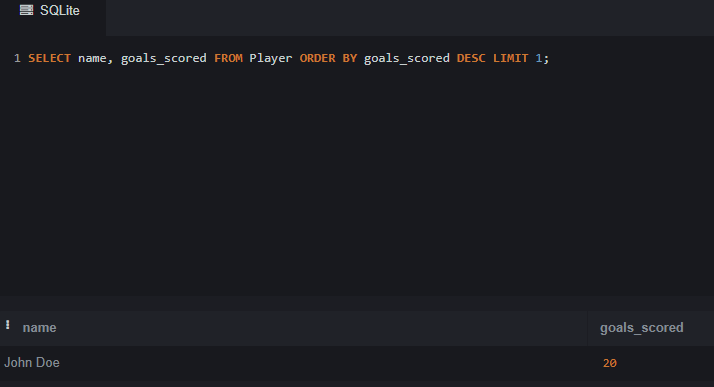 SQLite
1 SELECT name, goals_scored FROM Player ORDER BY goals_scored DESC LIMIT 1;
name goals_scored
John Doe 20